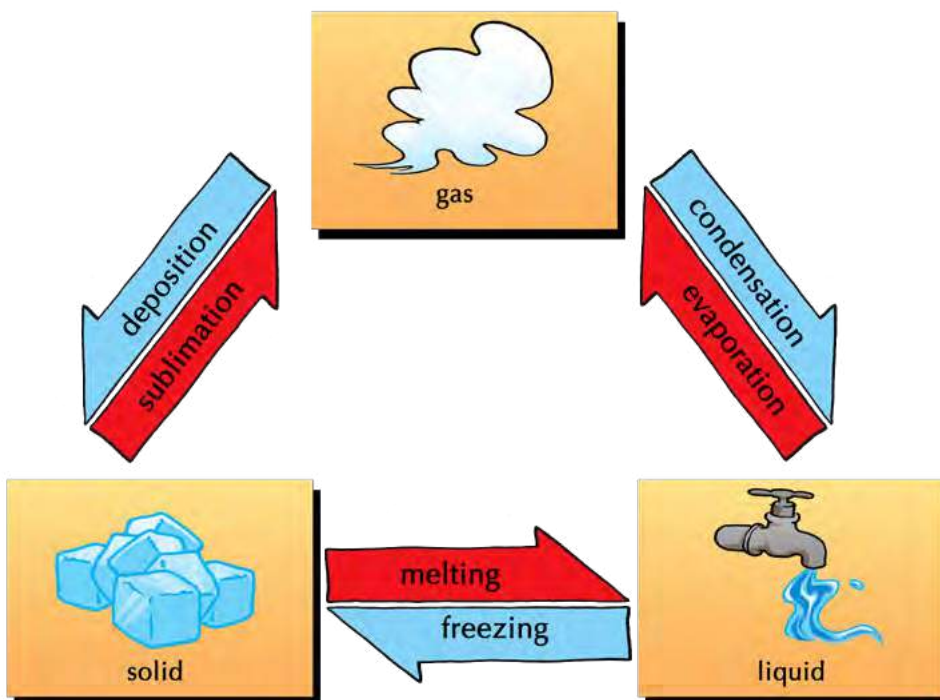 gas
deposition
sublimation
condensation
evaporation
solid
melting
freezing
liquid